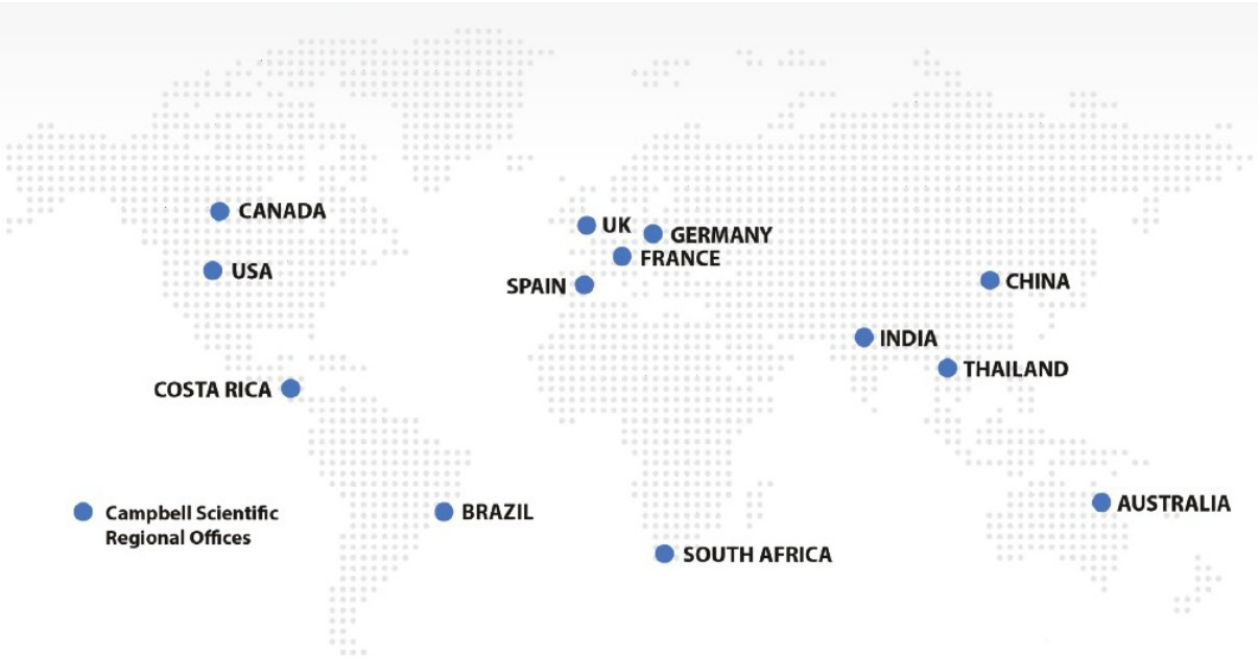 CANADA
UK
GERMANY
FRANCE
USA
SPAIN
CHINA
INDIA
THAILAND
COSTA RICA
Campbell Scientific
Regional Offices
BRAZIL
AUSTRALIA
SOUTH AFRICA